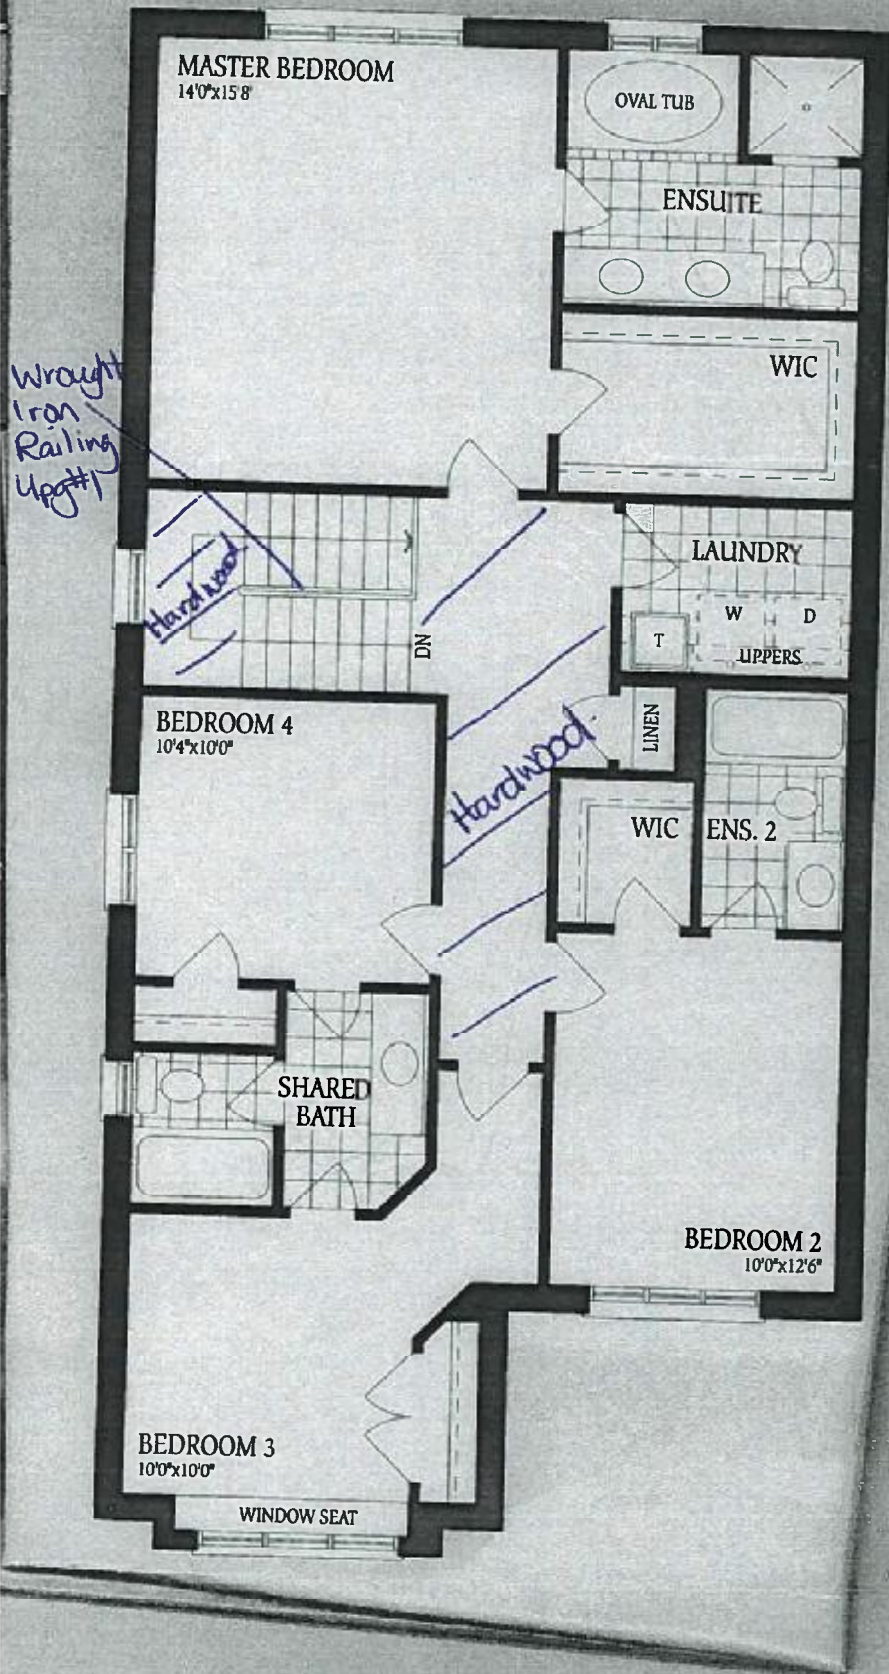 MASTER BEDROOM
14'0"x15'8"
OVAL TUB
ENSUITE
WIC
Wrought
Iron
Railing
Upg#1
Hardwood
DN
LAUNDRY
W
D
T
UPPERS
BEDROOM 4
10'4"x10'0"
LINEN
Hardwood
WIC
ENS. 2
SHARED
BATH
BEDROOM 2
10'0"x12'6"
BEDROOM 3
10'0"x10'0"
WINDOW SEAT